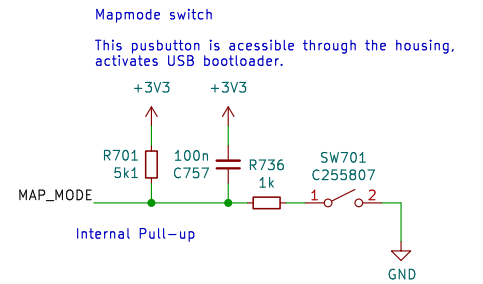 Mapmode switch
This pusbutton is acessible through the housing,
activates USB bootloader.
+3V3 +3V3
R701
5k1
100n
C757
R736
1k
SW701
C255807
1 2
MAP_MODE
Internal Pull-up
GND